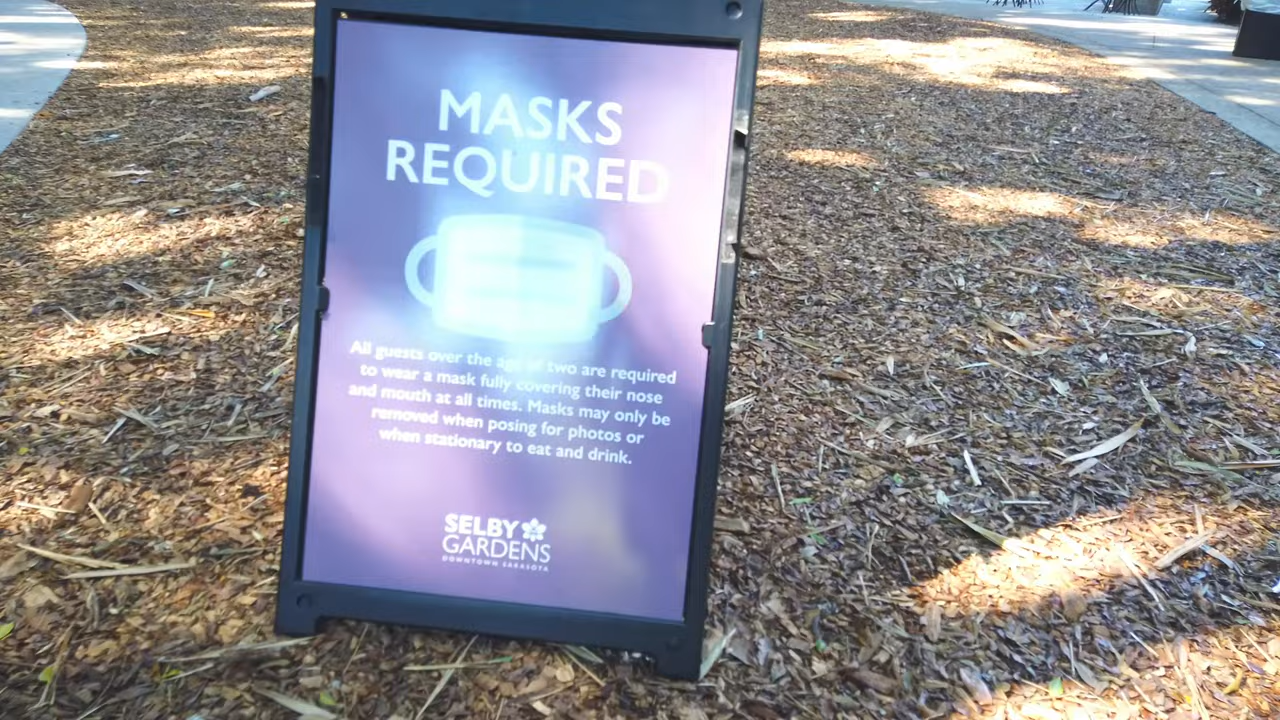 MASKS
REQUIRED
All guests over the age of two are required
to wear a mask fully covering their nose
and mouth at all times. Masks may only be
removed when posing for photos or
when stationary to eat and drink.
SELBY
GARDENS
DOWNTOWN SARASOTA